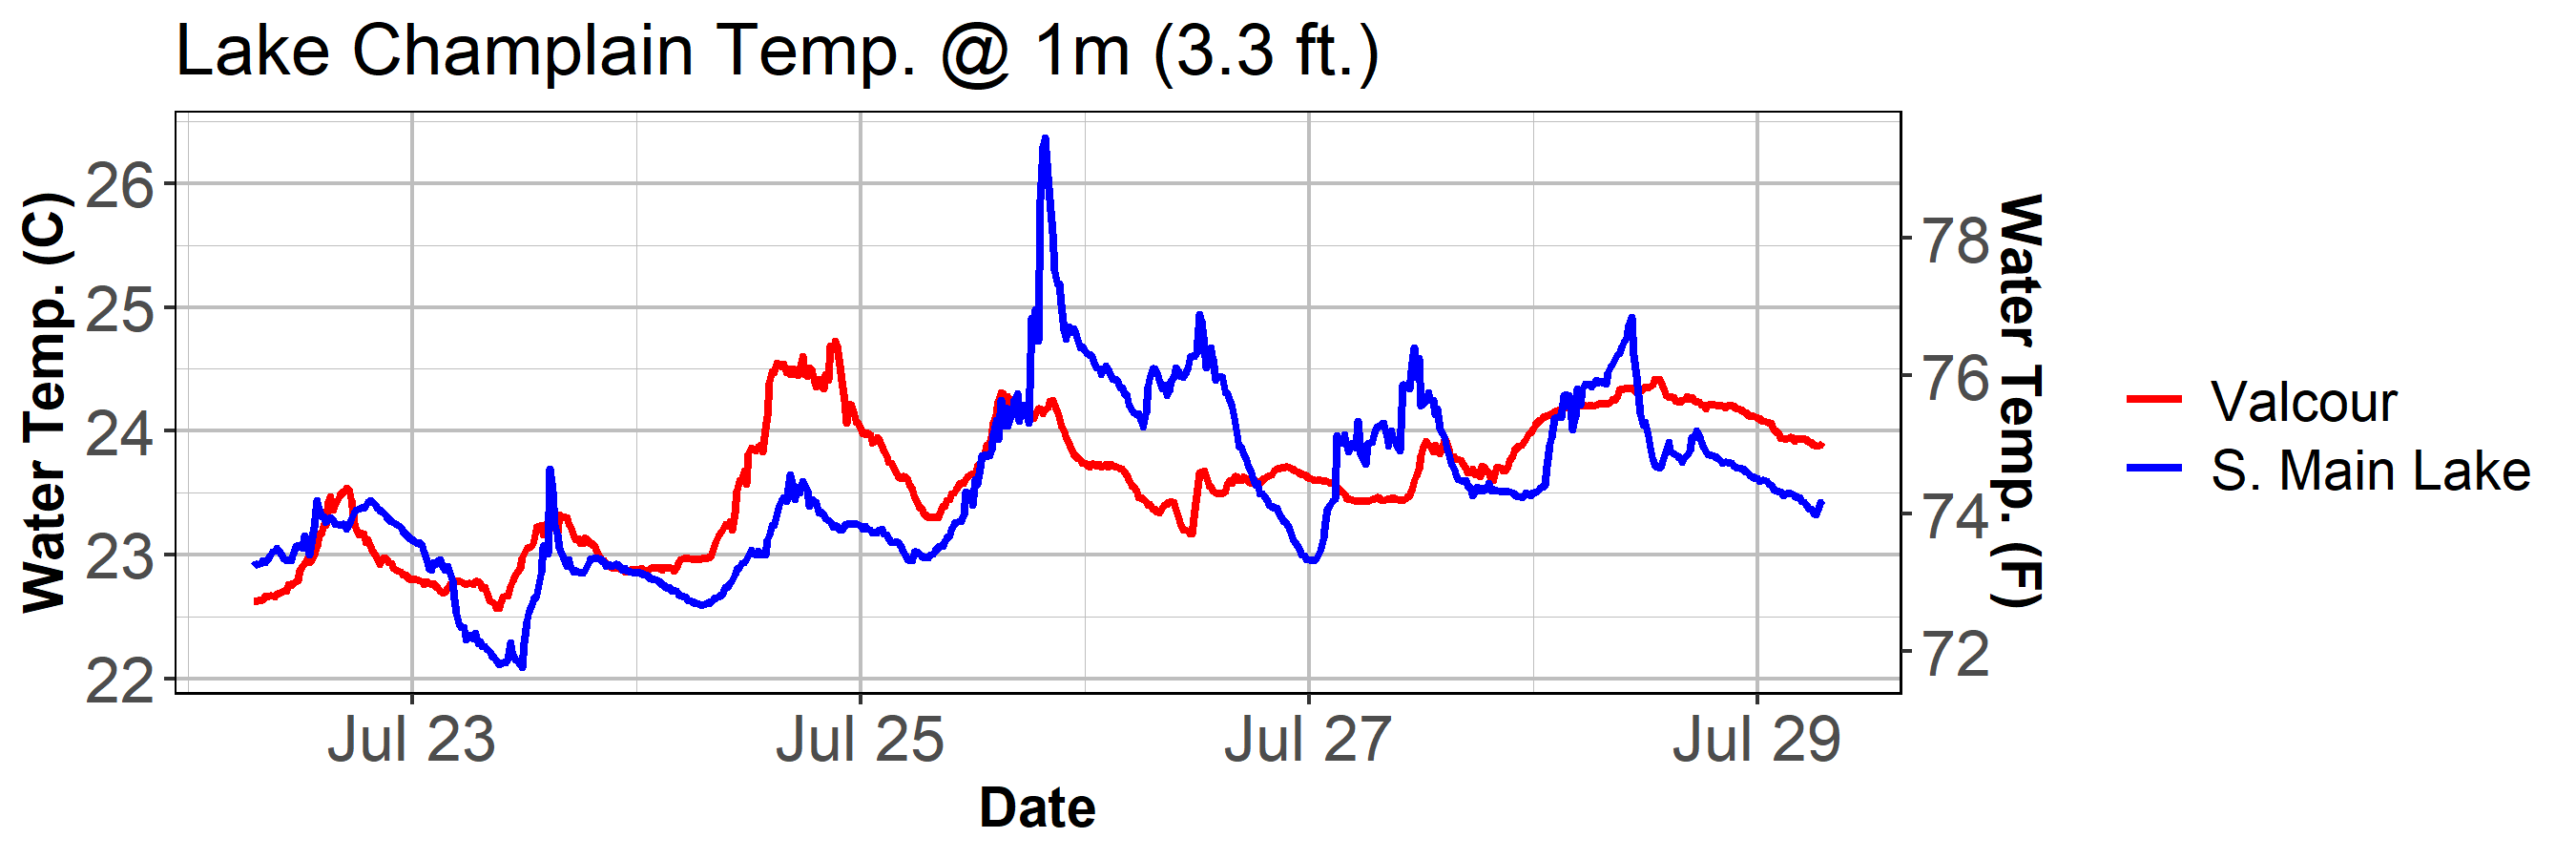 Lake Champlain Temp. @ 1m (3.3 ft.)
Water Temp. (C)
26
25
24
23
22
78
76
74
72
Water Temp. (F)
Jul 23
Jul 25
Jul 27
Jul 29
Date
Valcour
S. Main Lake